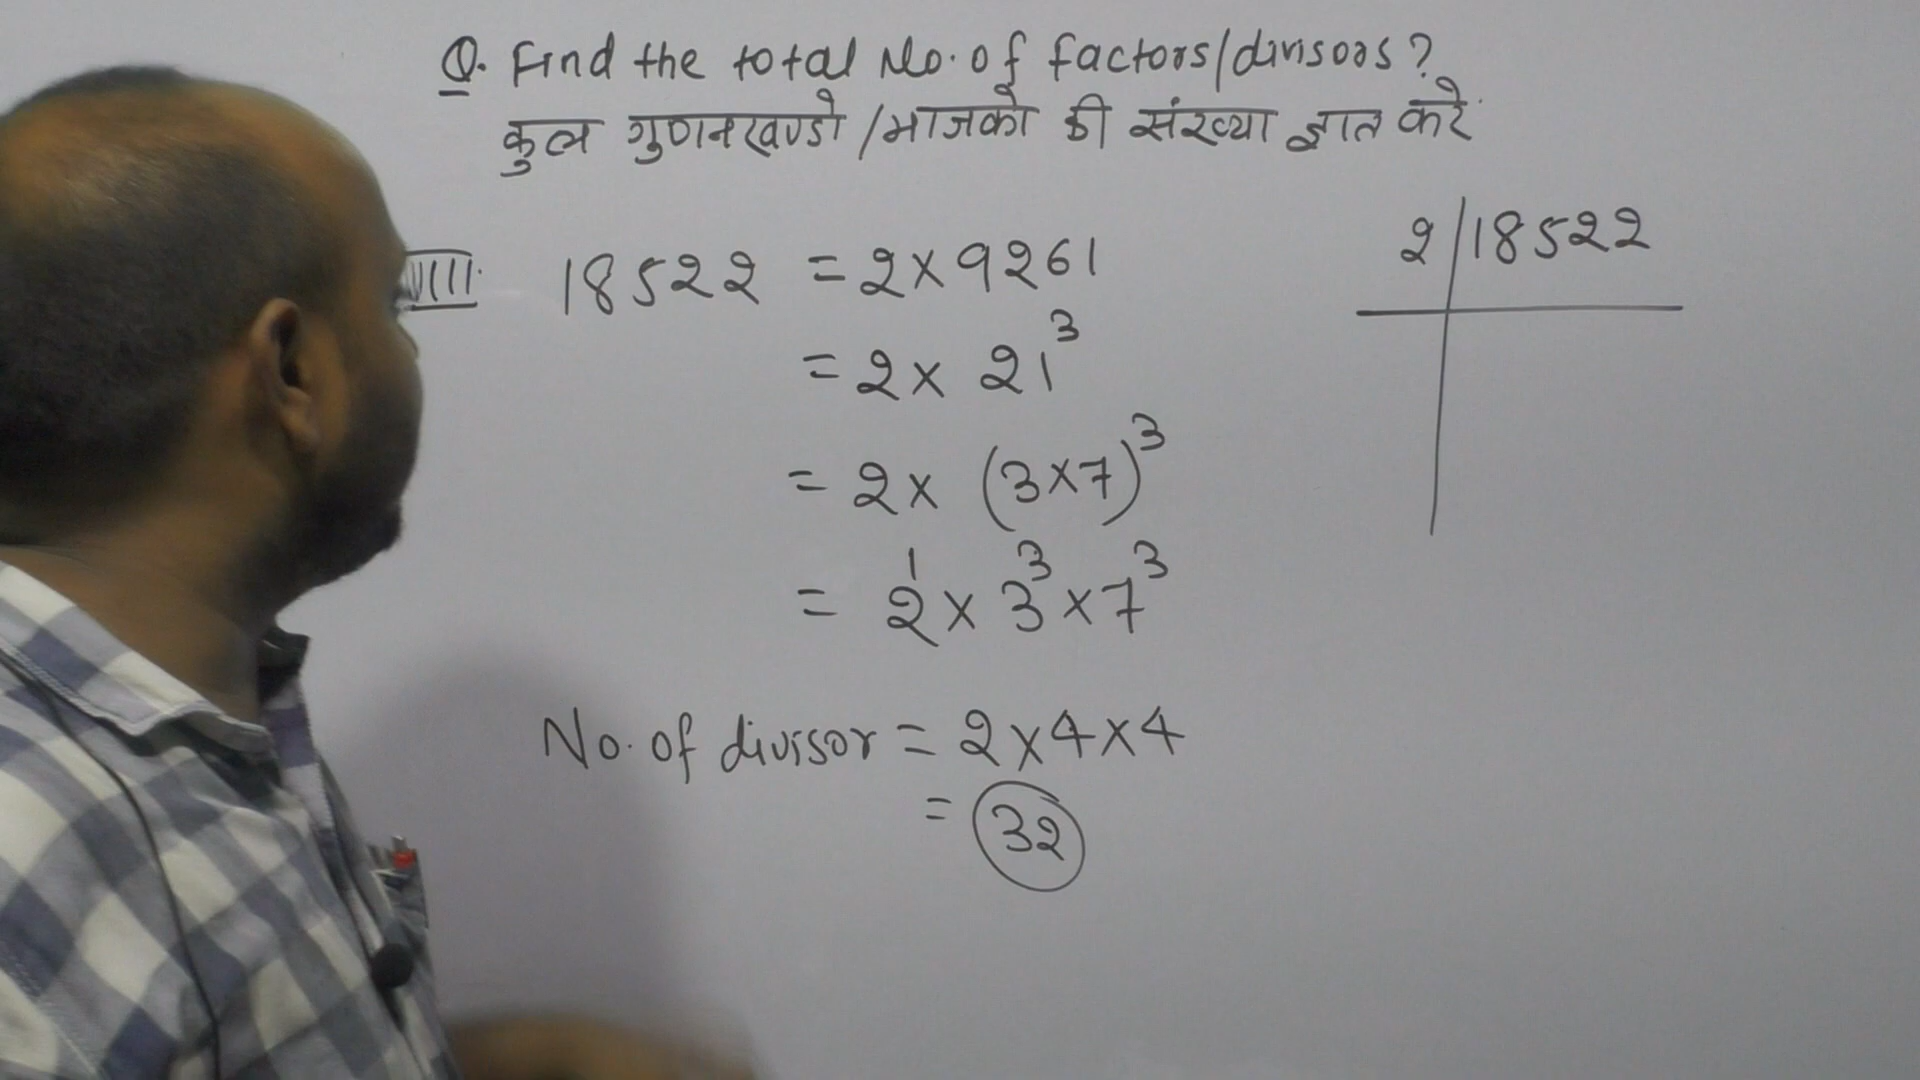 Q. Find the total No. of factors/divisors?
कुल गुणनखण्डो/भाजको की संख्या ज्ञात करे
VIII. 18522 = 2×9261
= 2× 21³
= 2× (3×7)³
= 2¹× 3³×7³
No. of divisor = 2×4×4
= 32
2 18522